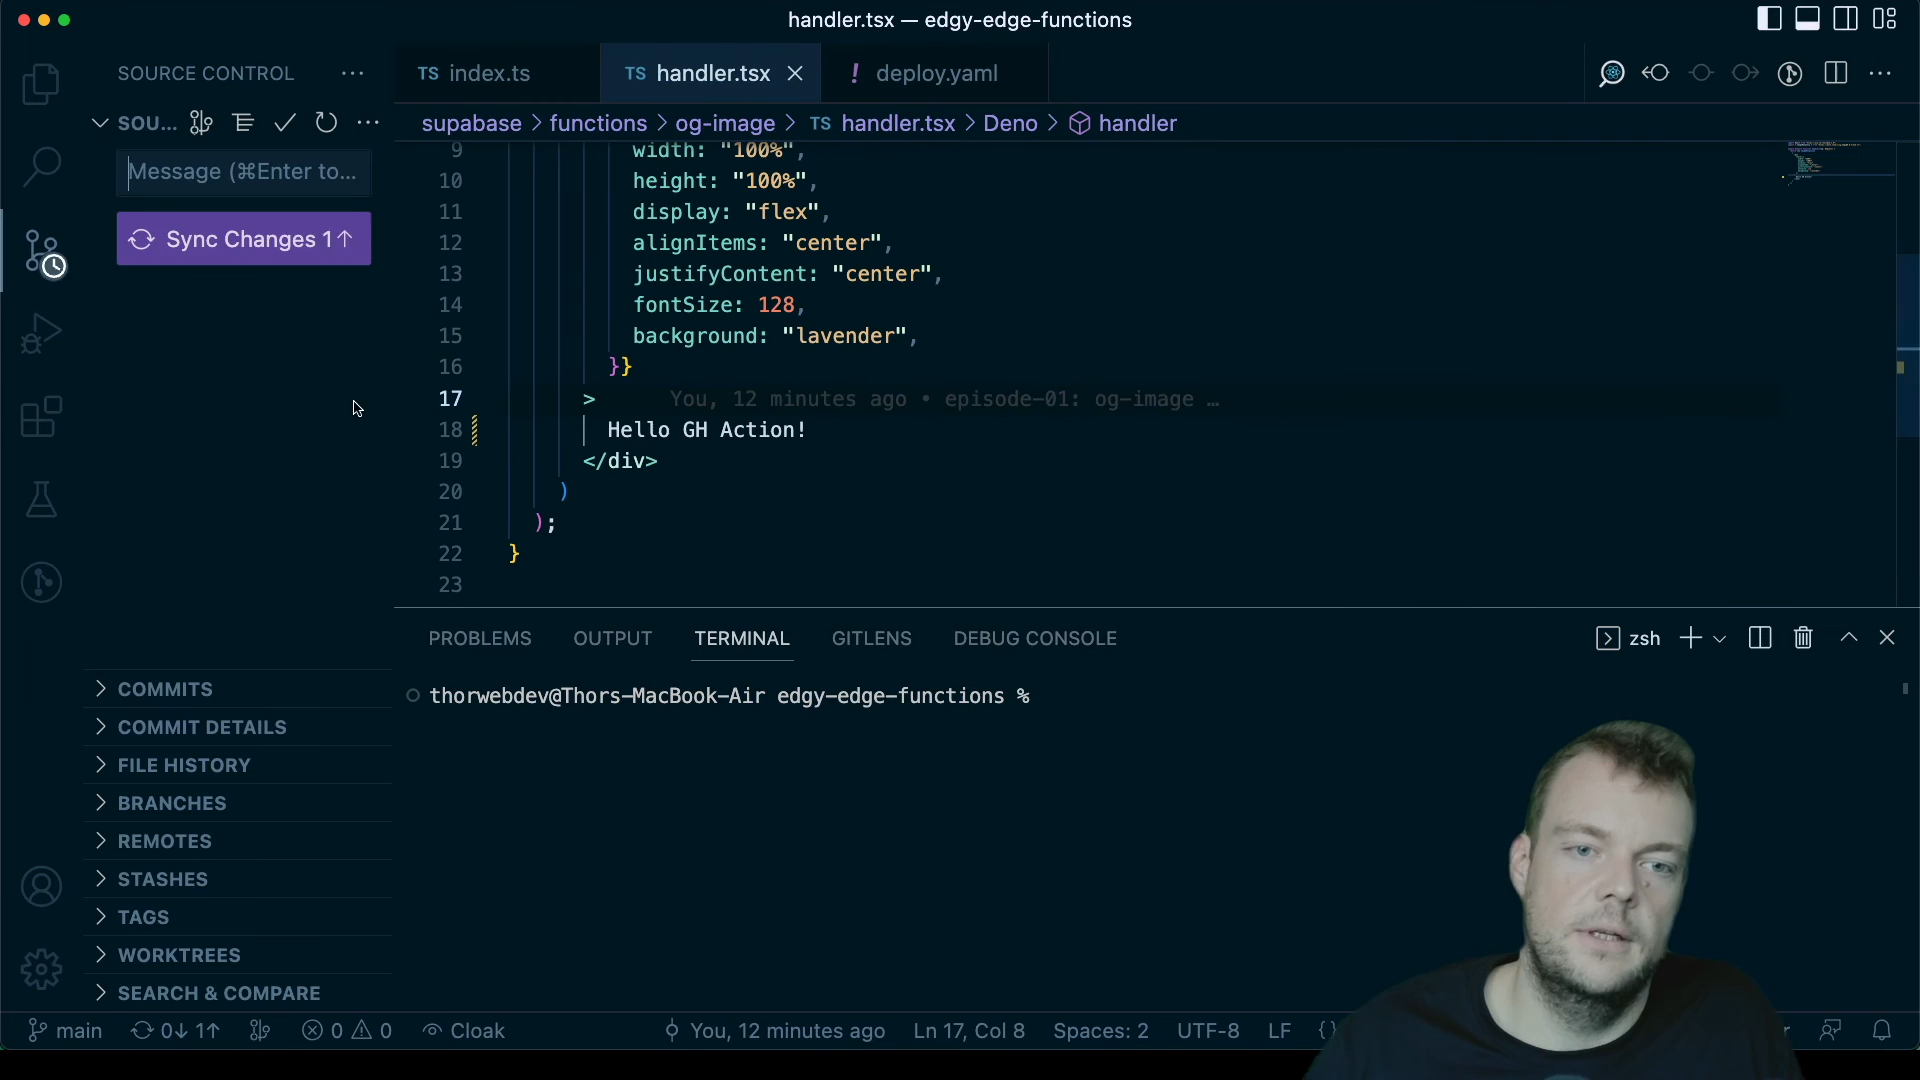 handler.tsx — edgy-edge-functions
SOURCE CONTROL
TS index.ts
TS handler.tsx
! deploy.yaml
SOU...
supabase > functions > og-image > TS handler.tsx > Deno > handler
Message (⌘Enter to...
Sync Changes 1↑
9 width: "100%",
10 height: "100%",
11 display: "flex",
12 alignItems: "center",
13 justifyContent: "center",
14 fontSize: 128,
15 background: "lavender",
16 }}
17 > You, 12 minutes ago • episode-01: og-image …
18 Hello GH Action!
19 </div>
20 )
21 );
22 }
23
PROBLEMS OUTPUT TERMINAL GITLENS DEBUG CONSOLE
zsh
thorwebdev@Thors-MacBook-Air edgy-edge-functions %
COMMITS
COMMIT DETAILS
FILE HISTORY
BRANCHES
REMOTES
STASHES
TAGS
WORKTREES
SEARCH & COMPARE
main 0↓ 1↑ 0 0 Cloak You, 12 minutes ago Ln 17, Col 8 Spaces: 2 UTF-8 LF {}